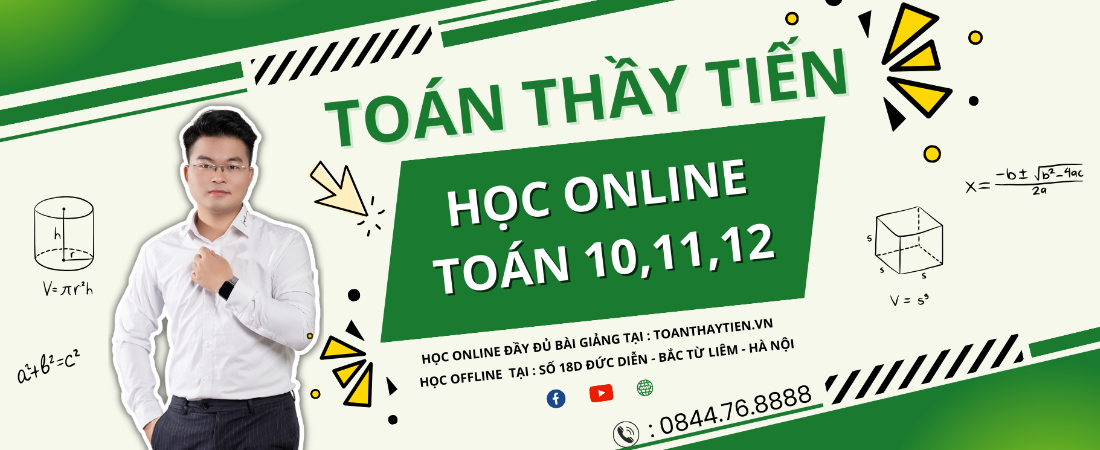 TOÁN THẦY TIẾN
HỌC ONLINE
TOÁN 10,11,12
HỌC ONLINE ĐẦY ĐỦ BÀI GIẢNG TẠI : TOANTHAYTIEN.VN
HỌC OFFLINE TẠI : SỐ 18D ĐỨC DIỄN - BẮC TỪ LIÊM - HÀ NỘI
: 0844.76.8888
h
r
V=πr²h
a²+b²=c²
x= -b ± √b²-4ac / 2a
s
s
s
V = s³